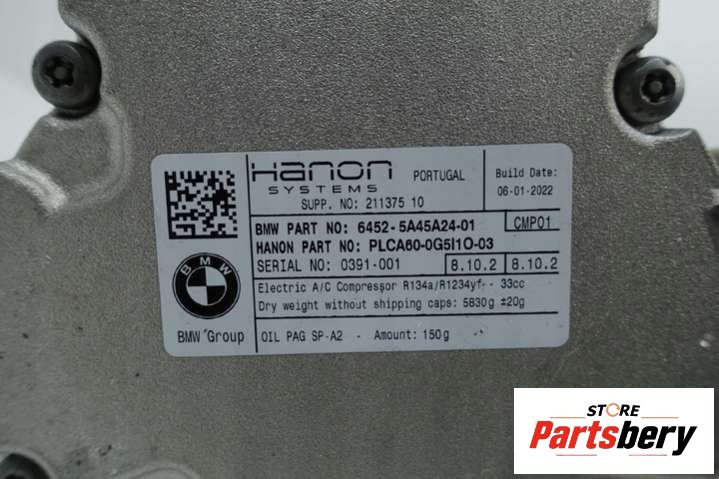 Hanon
SYSTEMS
PORTUGAL
SUPP. NO: 211375 10
Build Date:
06-01-2022
BMW PART NO: 6452-5A45A24-01
CMP01
HANON PART NO: PLCA60-0G5I1O-03
SERIAL NO: 0391-001
8.10.2
8.10.2
Electric A/C Compressor R134a/R1234yf - 33cc
Dry weight without shipping caps: 5830g ±20g
BMW
BMW Group
OIL PAG SP-A2 - Amount: 150g
STORE
Partsbery